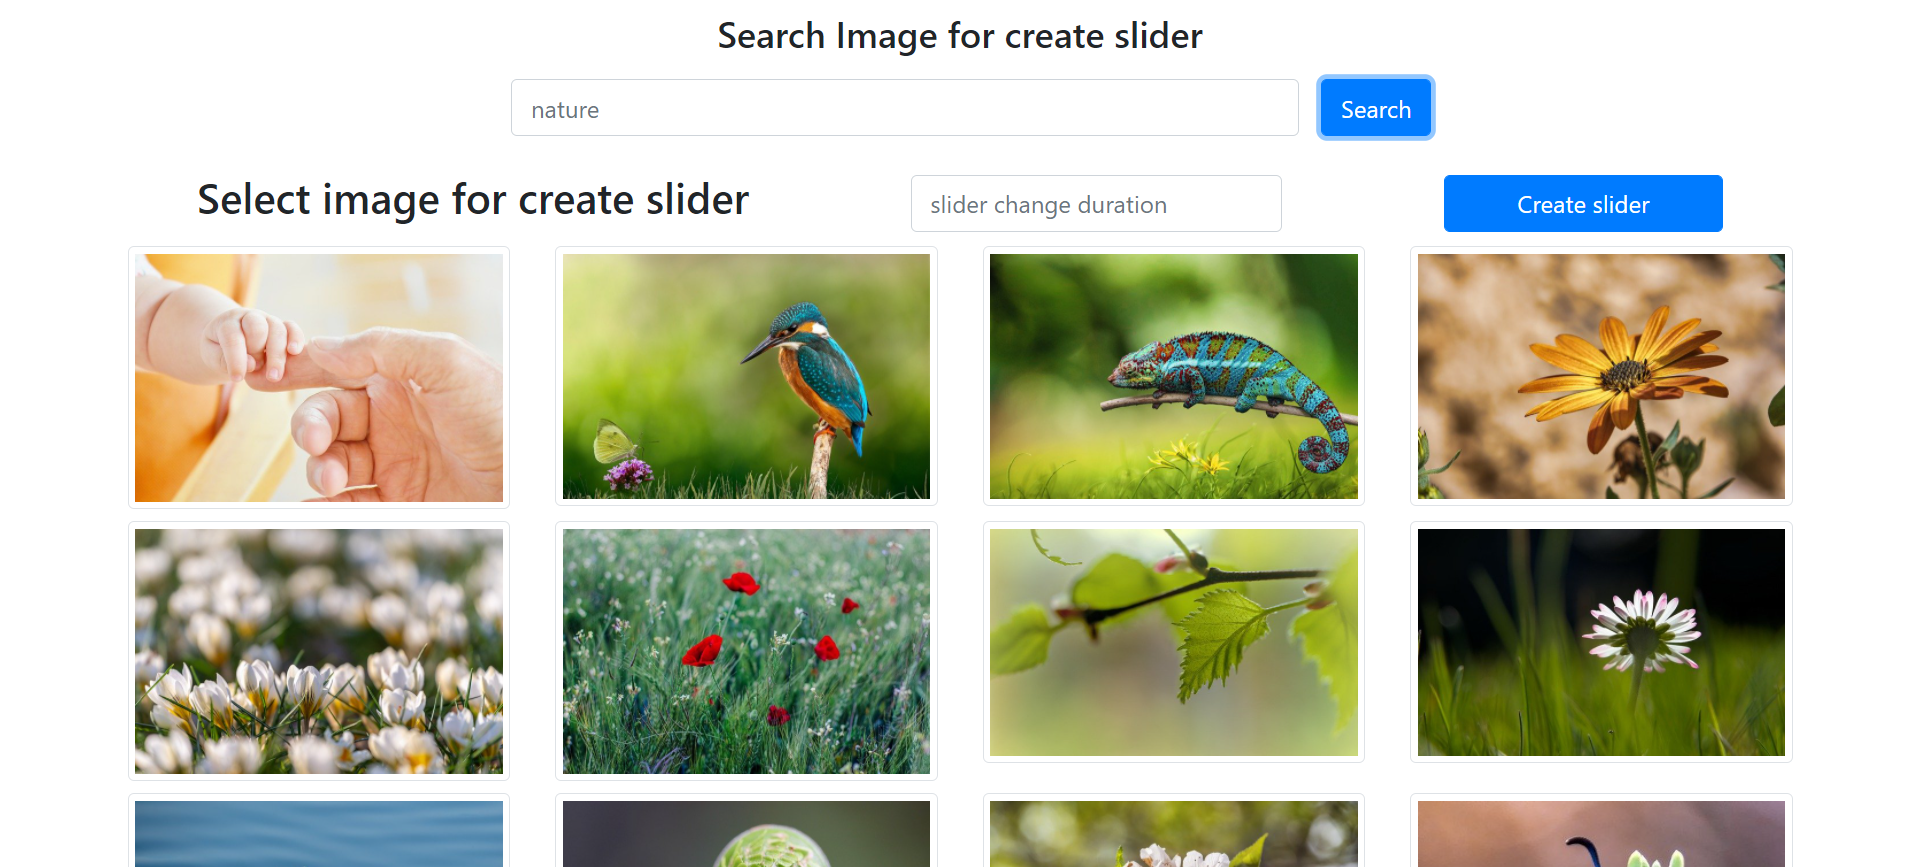 Search Image for create slider
nature
Search
Select image for create slider
slider change duration
Create slider